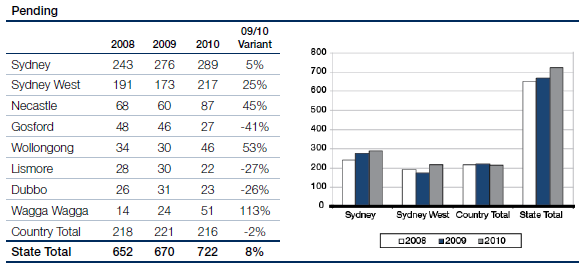 Pending
2008 2009 2010 09/10 Variant
Sydney 243 276 289 5%
Sydney West 191 173 217 25%
Necastle 68 60 87 45%
Gosford 48 46 27 -41%
Wollongong 34 30 46 53%
Lismore 28 30 22 -27%
Dubbo 26 31 23 -26%
Wagga Wagga 14 24 51 113%
Country Total 218 221 216 -2%
State Total 652 670 722 8%
800
700
600
500
400
300
200
100
0
Sydney Sydney West Country Total State Total
2008 2009 2010